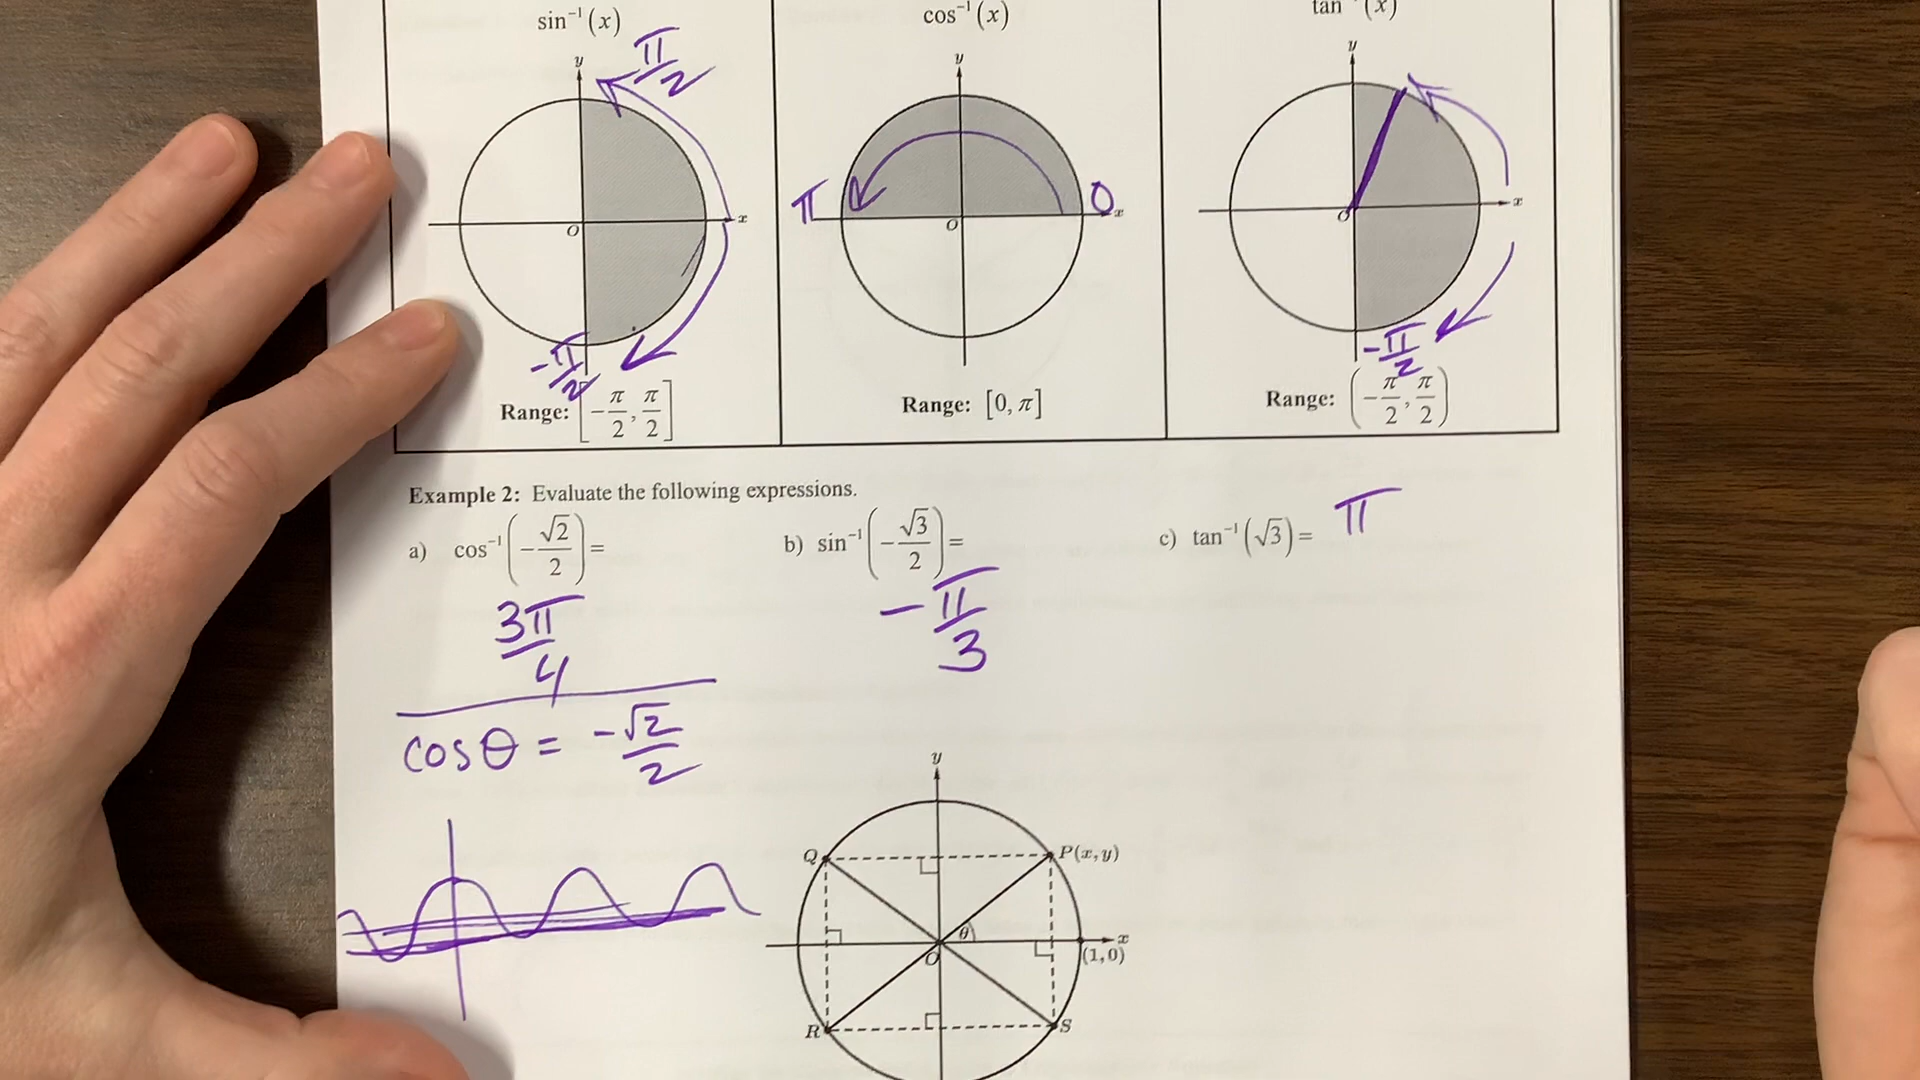 sin⁻¹(x)
cos⁻¹(x)
tan⁻¹(x)
y
π/2
x
O
-π/2
Range: [-π/2, π/2]
y
π
0
x
O
Range: [0, π]
y
x
O
-π/2
Range: (-π/2, π/2)
Example 2: Evaluate the following expressions.
a) cos⁻¹(-√2/2) =
b) sin⁻¹(-√3/2) =
c) tan⁻¹(√3) = π
3π/4
-π/3
cos θ = -√2/2
y
Q
P(x, y)
θ
x
O
(1, 0)
R
S